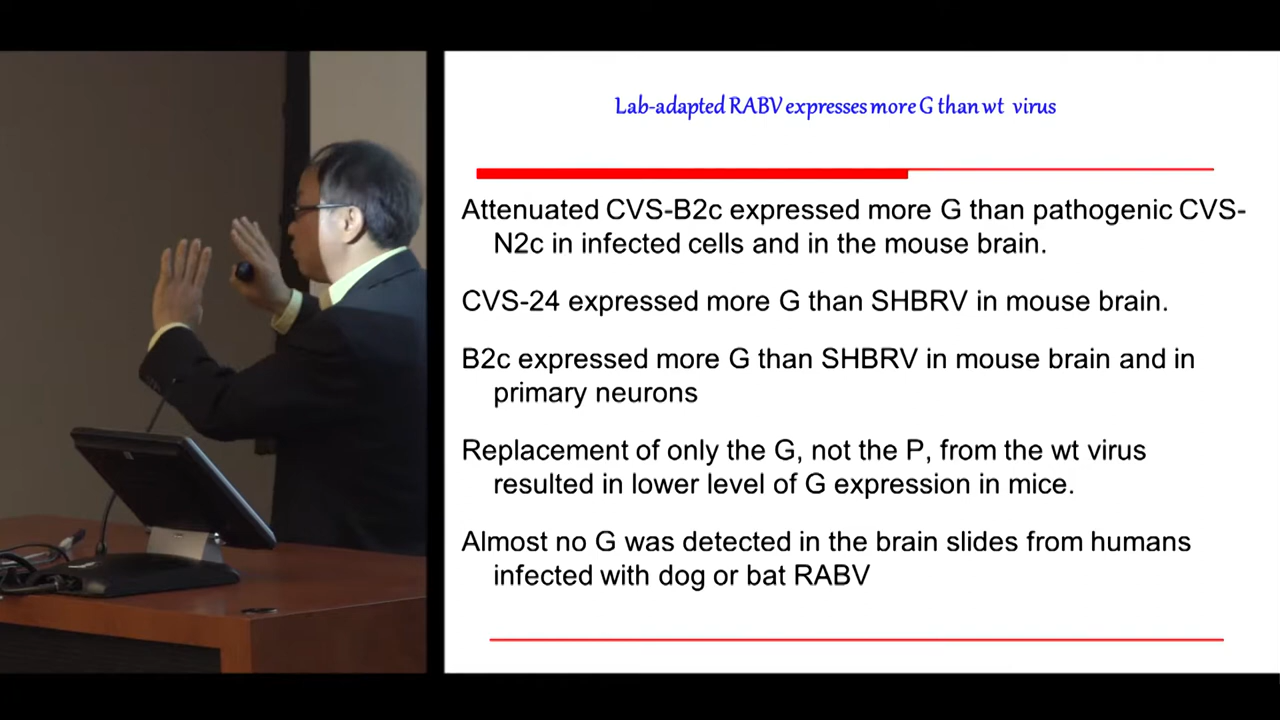 Lab-adapted RABV expresses more G than wt virus
Attenuated CVS-B2c expressed more G than pathogenic CVS-
N2c in infected cells and in the mouse brain.
CVS-24 expressed more G than SHBRV in mouse brain.
B2c expressed more G than SHBRV in mouse brain and in
primary neurons
Replacement of only the G, not the P, from the wt virus
resulted in lower level of G expression in mice.
Almost no G was detected in the brain slides from humans
infected with dog or bat RABV